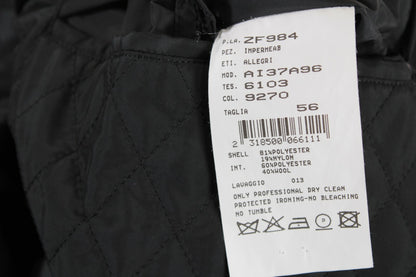 P.LA. ZF984
PEZ. IMPERMEAB
ETI. ALLEGRI
MOD. AI37A96
TES. 6103
COL. 9270
TAGLIA 56
2 318500 066111
SHELL 81%POLYESTER
19%NYLON
INT. 60%POLYESTER
40%WOOL
LAVAGGIO 013
ONLY PROFESSIONAL DRY CLEAN
PROTECTED IRONING-NO BLEACHING
NO TUMBLE